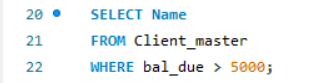 20 SELECT Name
21 FROM Client_master
22 WHERE bal_due > 5000;